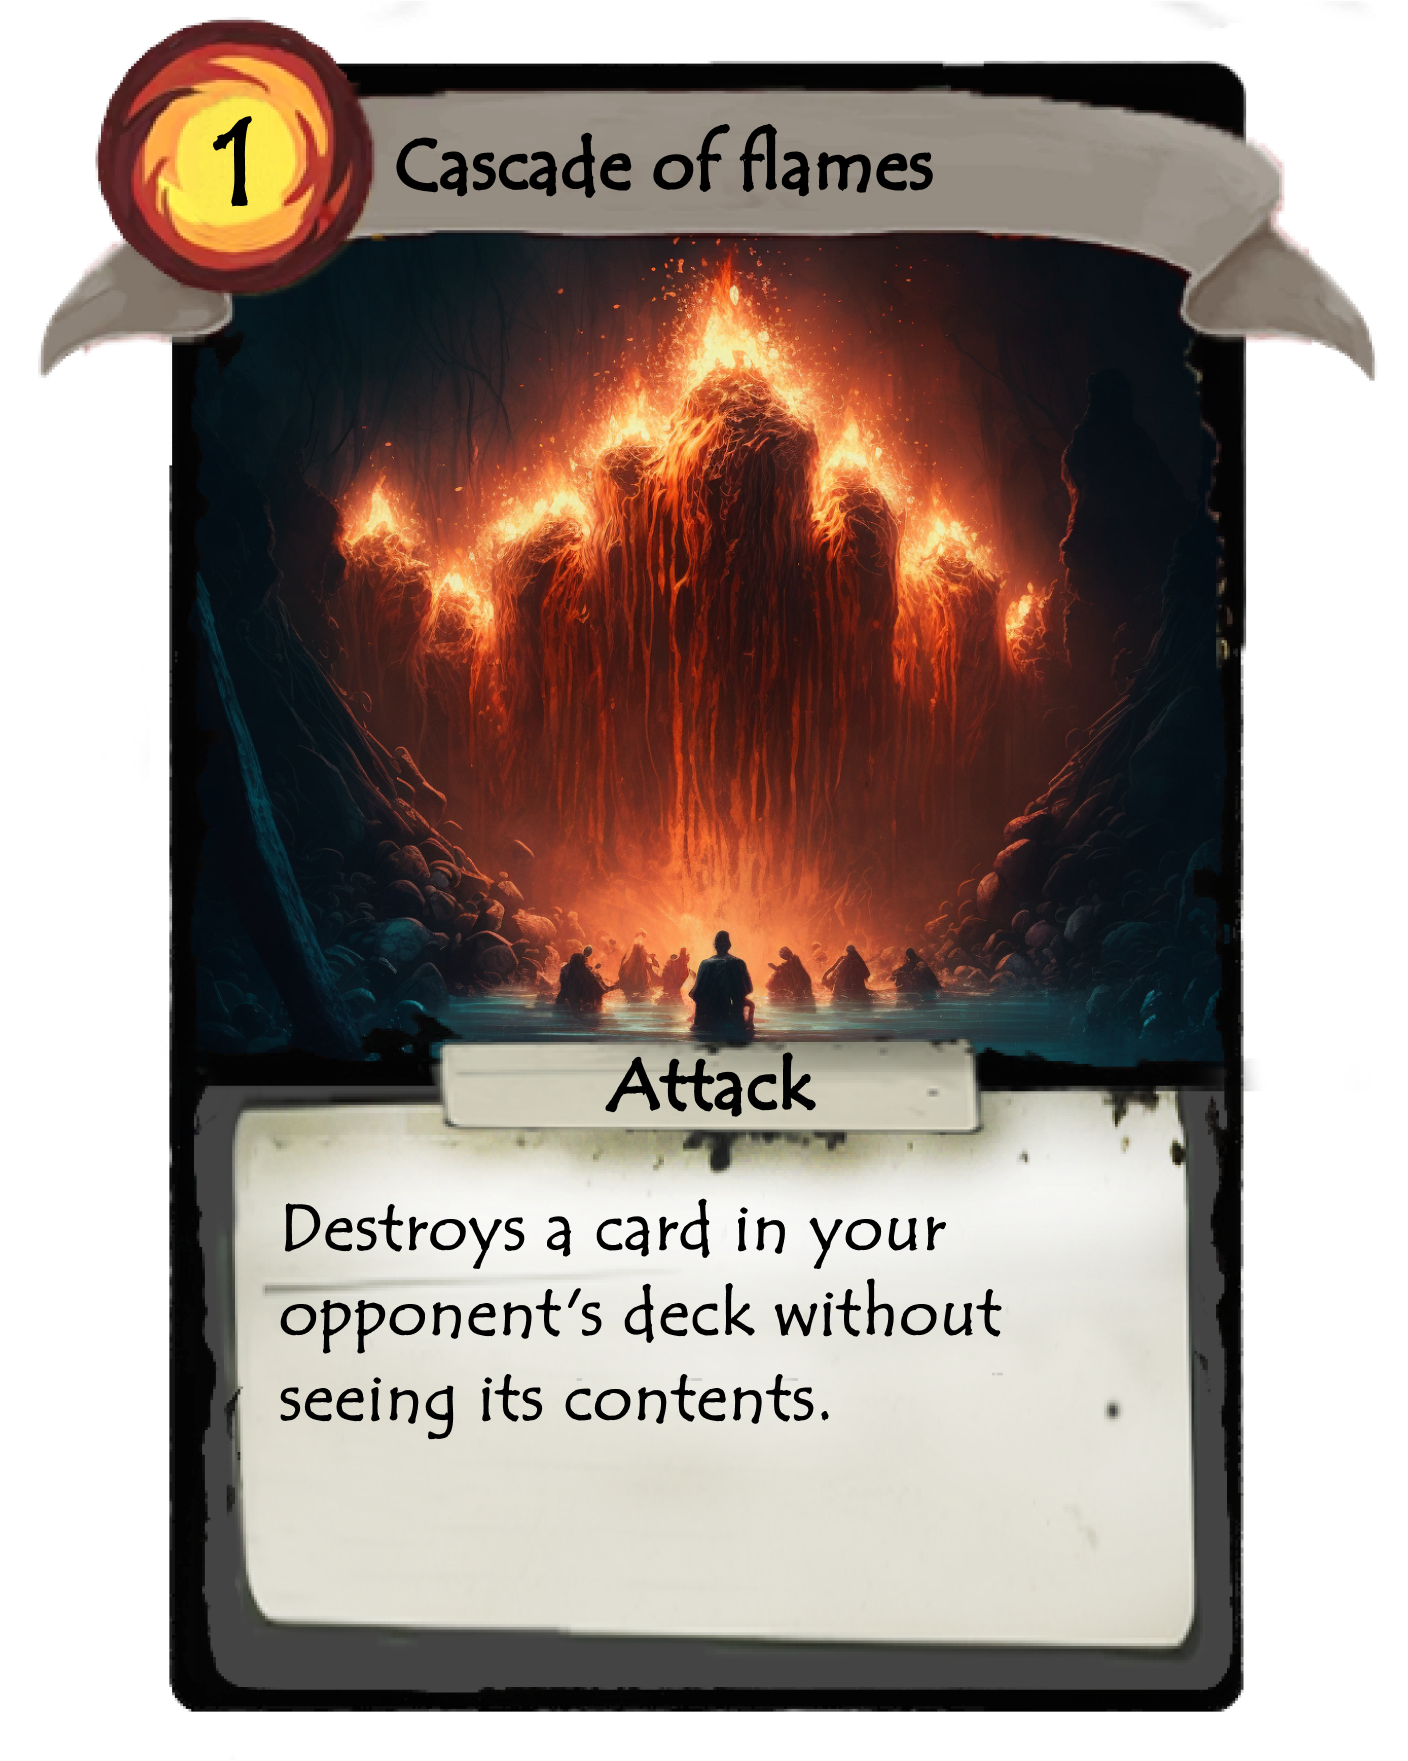 1
Cascade of flames
Attack
Destroys a card in your
opponent's deck without
seeing its contents.